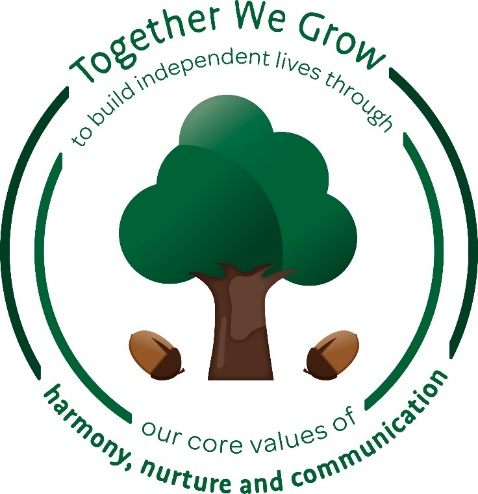 Together We Grow
to build independent lives through
our core values of
harmony, nurture and communication